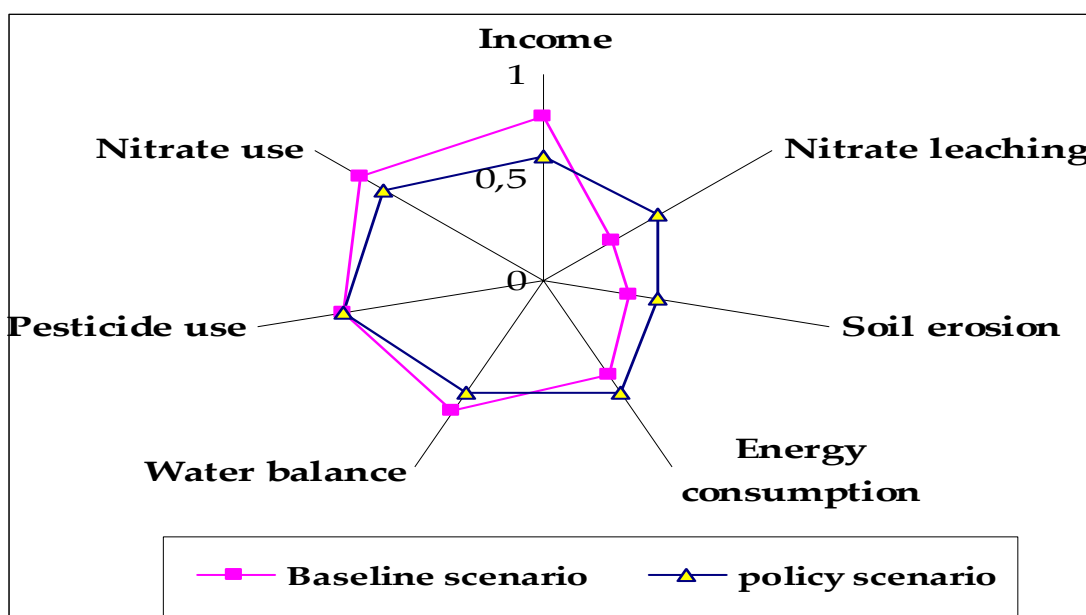 Income
1
Nitrate use
Nitrate leaching
0,5
0
Pesticide use
Soil erosion
Water balance
Energy
consumption
Baseline scenario
policy scenario